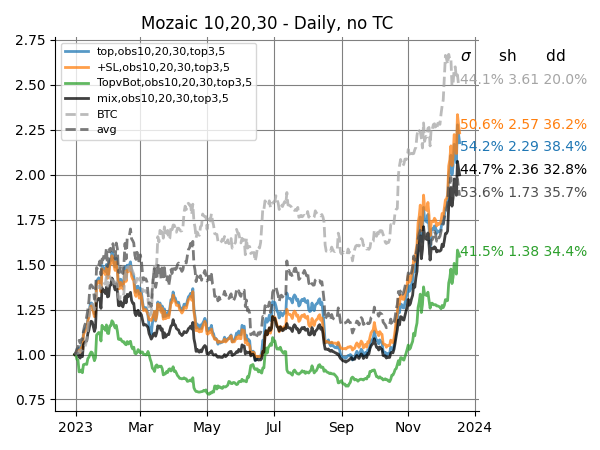 Mozaic 10,20,30 - Daily, no TC
2.75
2.50
2.25
2.00
1.75
1.50
1.25
1.00
0.75
top,obs10,20,30,top3,5
+SL,obs10,20,30,top3,5
TopvBot,obs10,20,30,top3,5
mix,obs10,20,30,top3,5
BTC
avg
σ sh dd
44.1% 3.61 20.0%
50.6% 2.57 36.2%
54.2% 2.29 38.4%
44.7% 2.36 32.8%
53.6% 1.73 35.7%
41.5% 1.38 34.4%
2023 Mar May Jul Sep Nov 2024